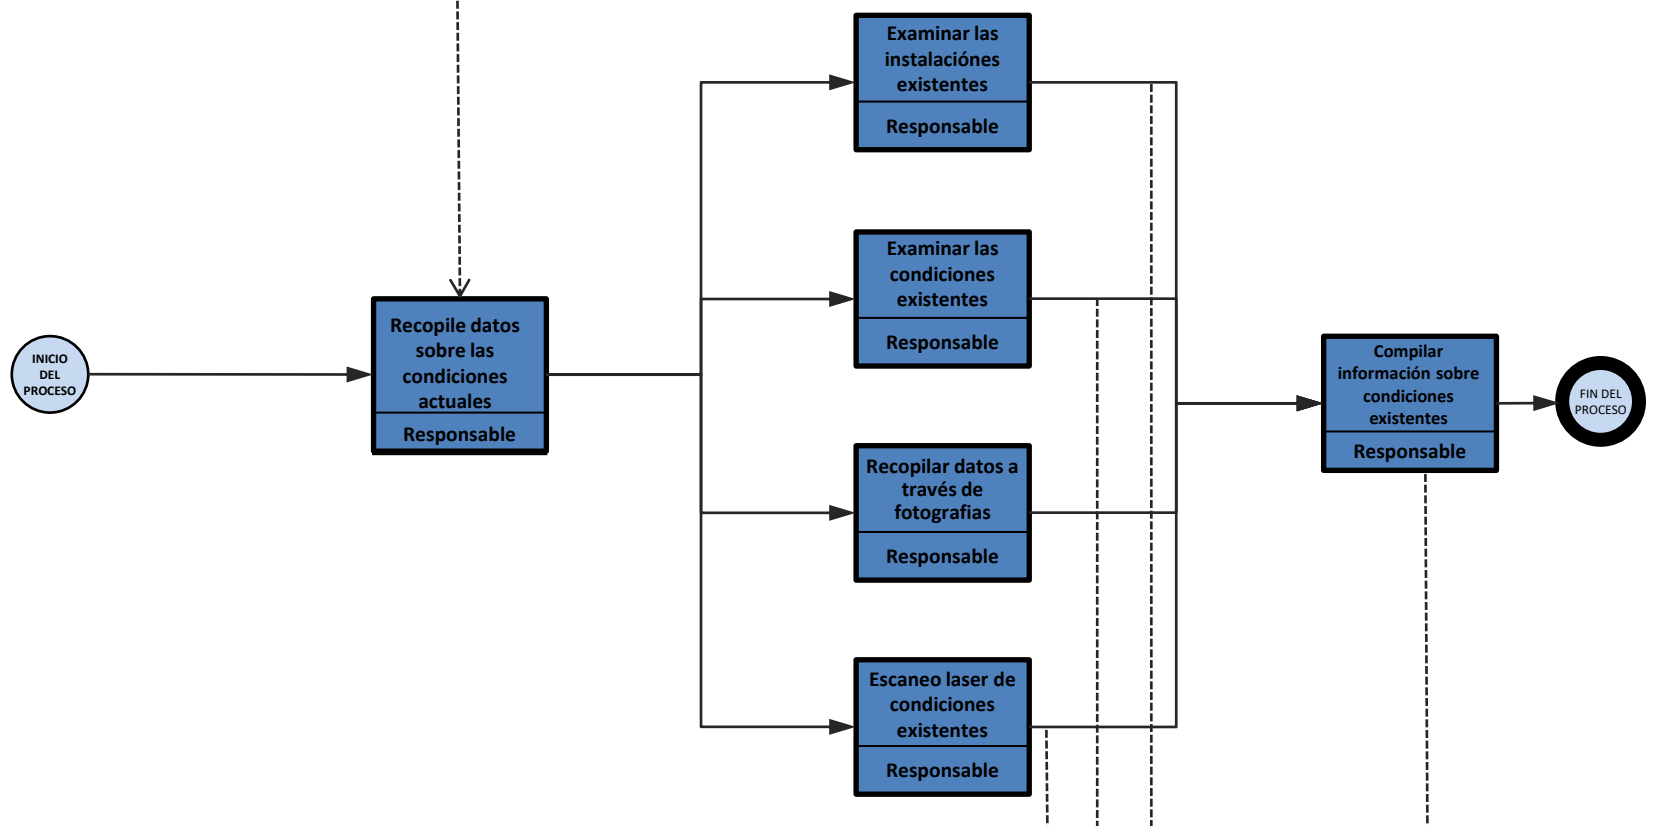 INICIO
DEL
PROCESO
Recopile datos
sobre las
condiciones
actuales
Responsable
Examinar las
instalaciónes
existentes
Responsable
Examinar las
condiciones
existentes
Responsable
Recopilar datos a
través de
fotografias
Responsable
Escaneo laser de
condiciones
existentes
Responsable
Compilar
información sobre
condiciones
existentes
Responsable
FIN DEL
PROCESO